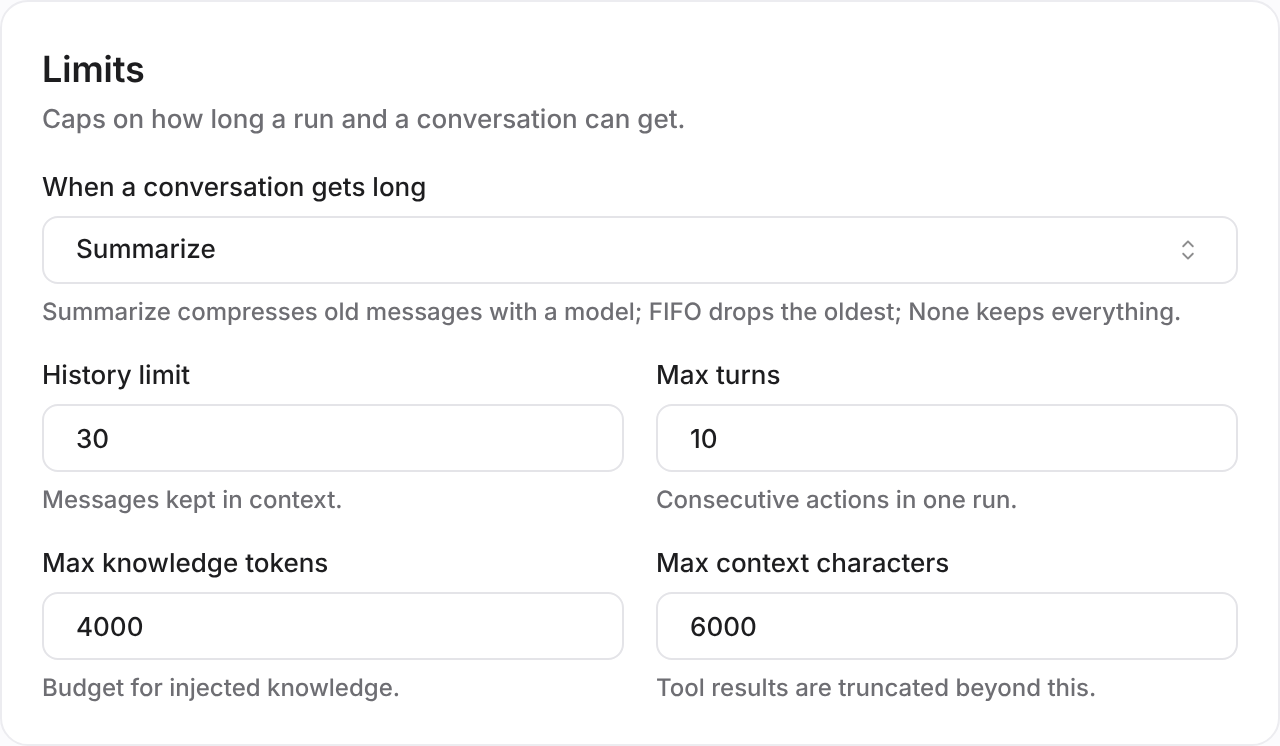 Limits
Caps on how long a run and a conversation can get.
When a conversation gets long
Summarize
Summarize compresses old messages with a model; FIFO drops the oldest; None keeps everything.
History limit
Max turns
30
10
Messages kept in context.
Consecutive actions in one run.
Max knowledge tokens
Max context characters
4000
6000
Budget for injected knowledge.
Tool results are truncated beyond this.